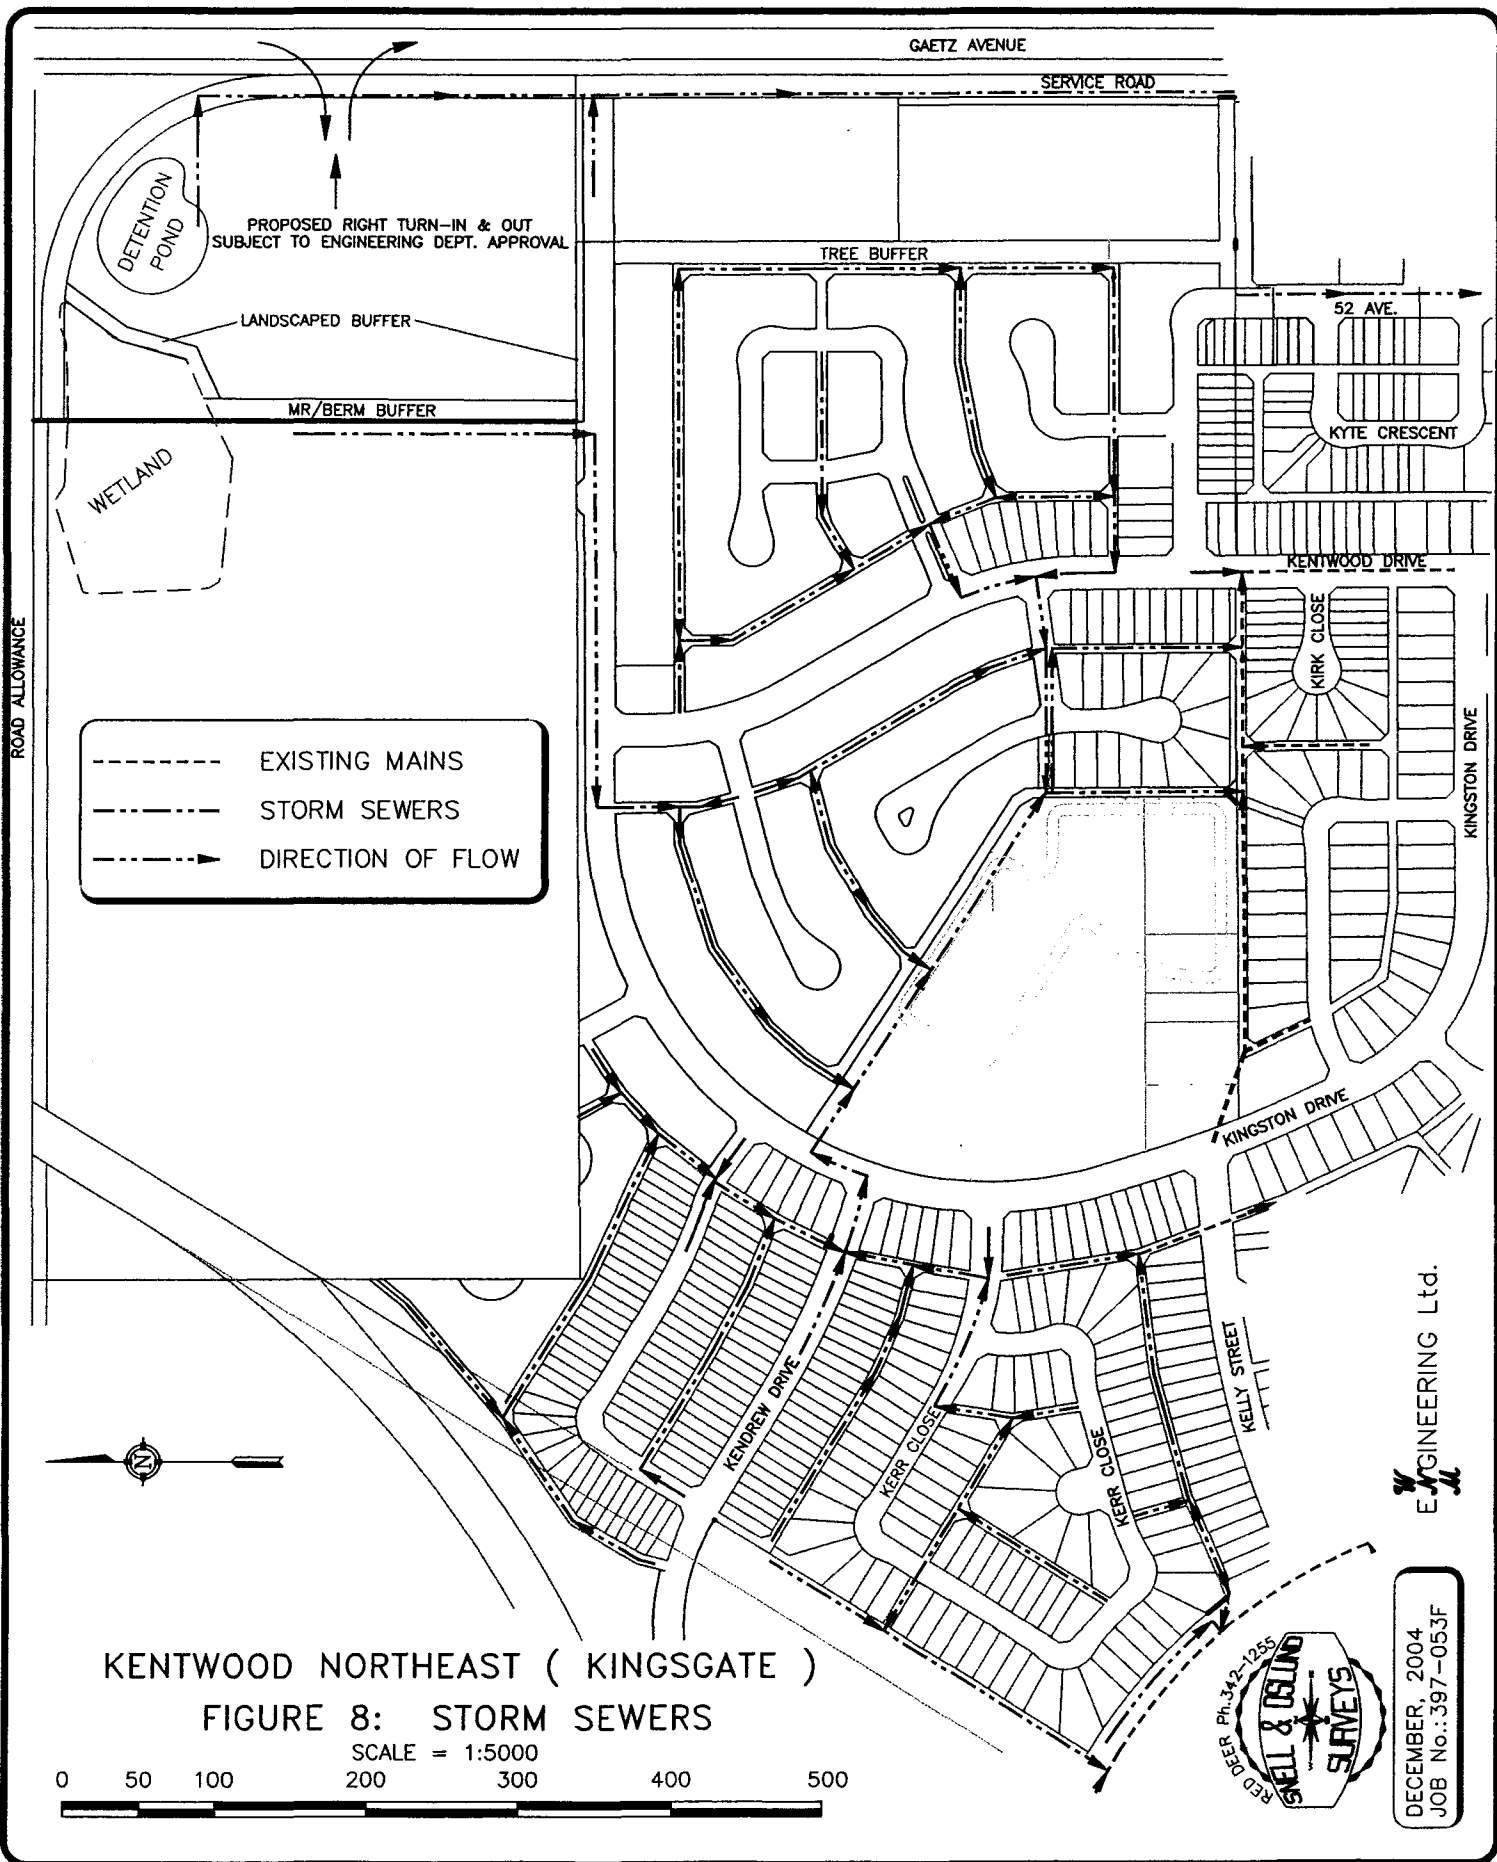 GAETZ AVENUE
SERVICE ROAD
DETENTION
POND
PROPOSED RIGHT TURN-IN & OUT
SUBJECT TO ENGINEERING DEPT. APPROVAL
TREE BUFFER
LANDSCAPED BUFFER
52 AVE.
MR/BERM BUFFER
KYTE CRESCENT
WETLAND
KENTWOOD DRIVE
KIRK CLOSE
ROAD ALLOWANCE
KINGSTON DRIVE
EXISTING MAINS
STORM SEWERS
DIRECTION OF FLOW
KINGSTON DRIVE
KENDREW DRIVE
KERR CLOSE
KERR CLOSE
KELLY STREET
N
ENGINEERING Ltd.
KENTWOOD NORTHEAST ( KINGSGATE )
FIGURE 8: STORM SEWERS
SCALE = 1:5000
0 50 100 200 300 400 500
RED DEER Ph.342-1255
SNELL & OSLUND
SURVEYS
DECEMBER, 2004
JOB No.: 397-053F